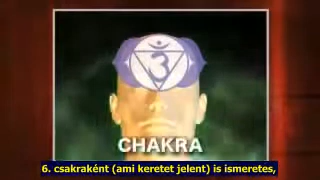 ॐ
CHAKRA
6. csakraként (ami keretet jelent) is ismeretes,